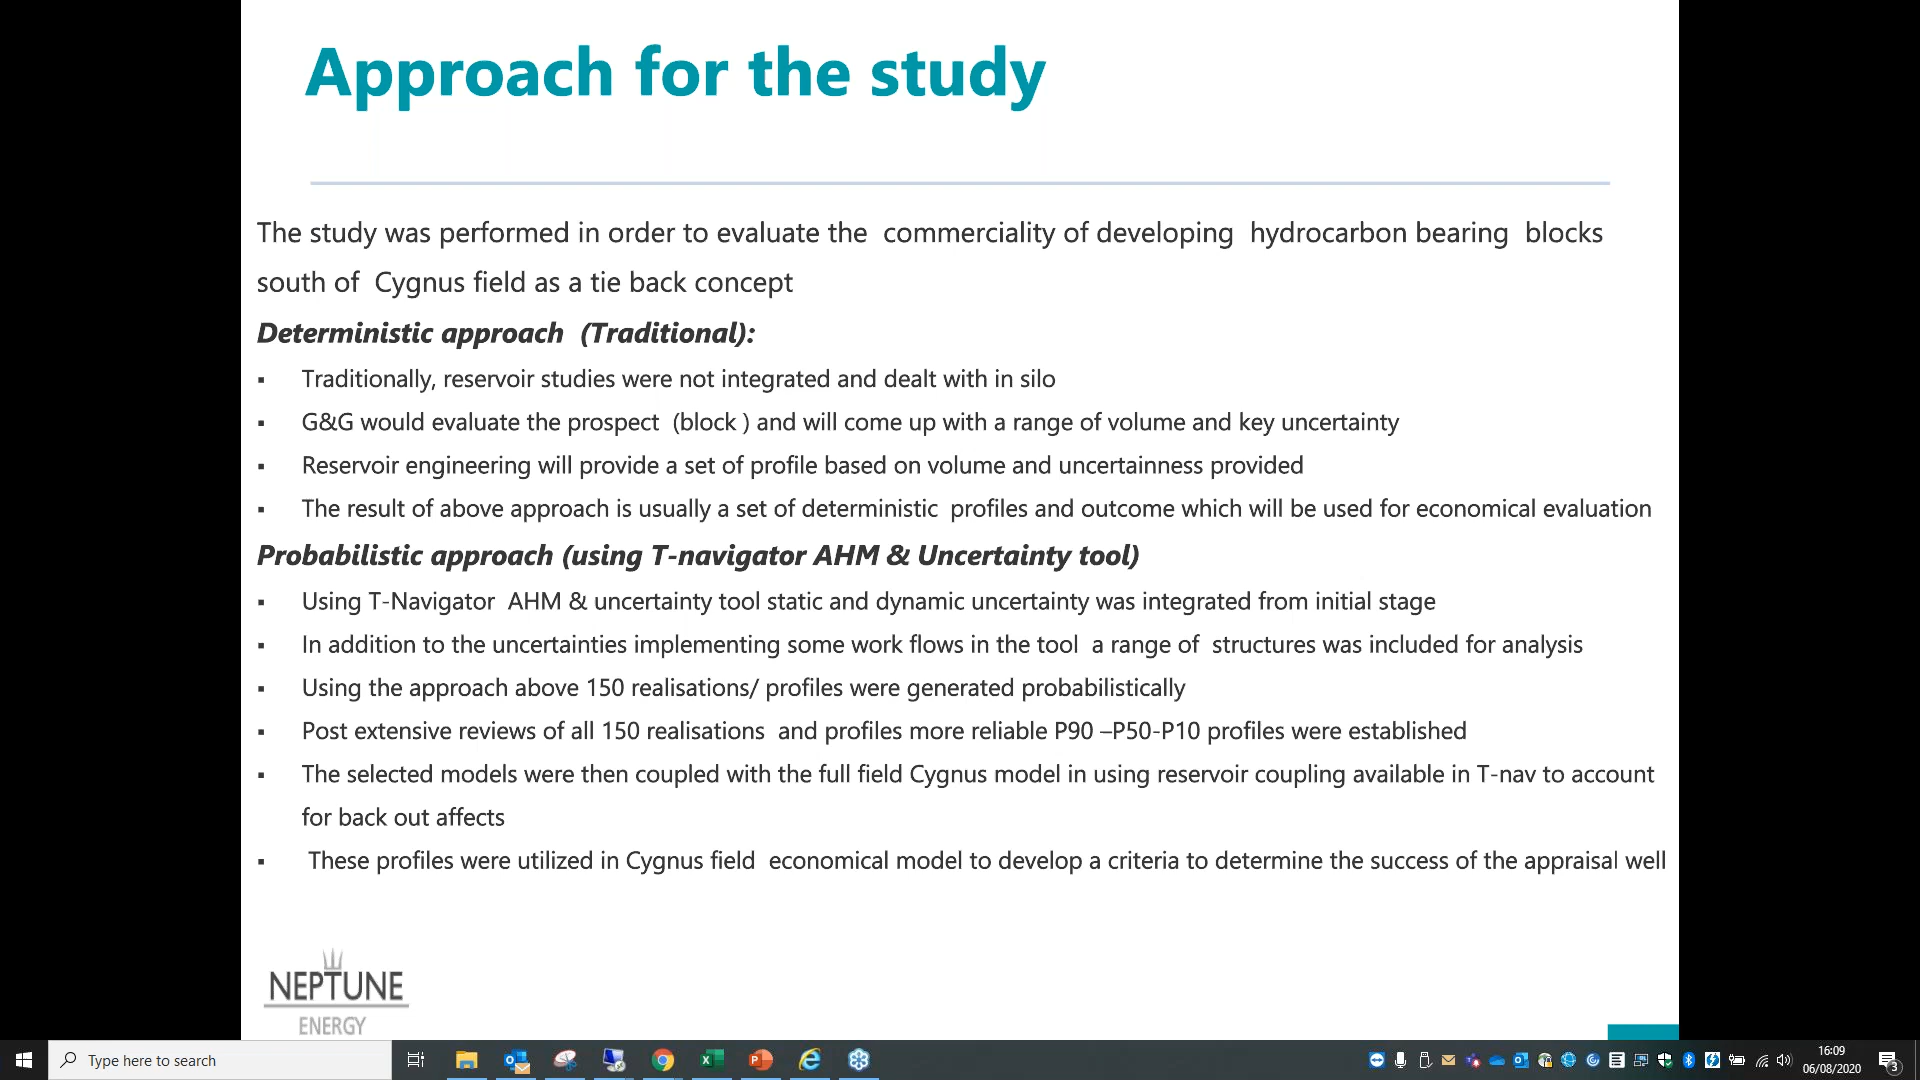 Approach for the study
The study was performed in order to evaluate the commerciality of developing hydrocarbon bearing blocks
south of Cygnus field as a tie back concept
Deterministic approach (Traditional):
▪ Traditionally, reservoir studies were not integrated and dealt with in silo
▪ G&G would evaluate the prospect (block ) and will come up with a range of volume and key uncertainty
▪ Reservoir engineering will provide a set of profile based on volume and uncertainness provided
▪ The result of above approach is usually a set of deterministic profiles and outcome which will be used for economical evaluation
Probabilistic approach (using T-navigator AHM & Uncertainty tool)
▪ Using T-Navigator AHM & uncertainty tool static and dynamic uncertainty was integrated from initial stage
▪ In addition to the uncertainties implementing some work flows in the tool a range of structures was included for analysis
▪ Using the approach above 150 realisations/ profiles were generated probabilistically
▪ Post extensive reviews of all 150 realisations and profiles more reliable P90 –P50-P10 profiles were established
▪ The selected models were then coupled with the full field Cygnus model in using reservoir coupling available in T-nav to account
for back out affects
▪ These profiles were utilized in Cygnus field economical model to develop a criteria to determine the success of the appraisal well
NEPTUNE
ENERGY
Type here to search
16:09
06/08/2020
3